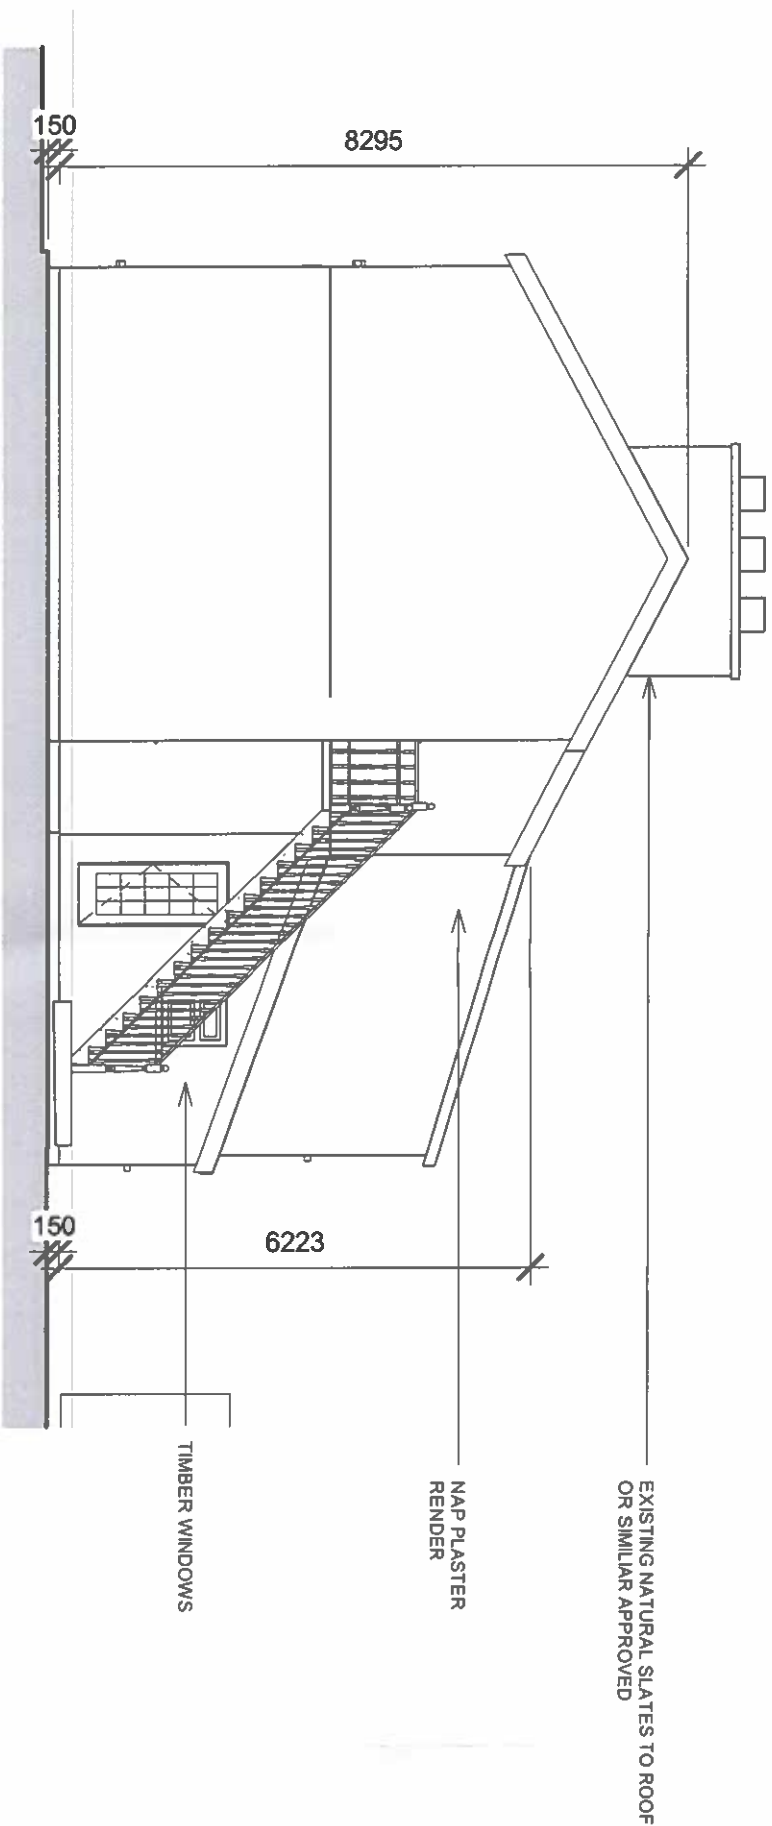 EXISTING NATURAL SLATES TO ROOF
OR SIMILIAR APPROVED
NAP PLASTER
RENDER
TIMBER WINDOWS
8295
150
6223
150